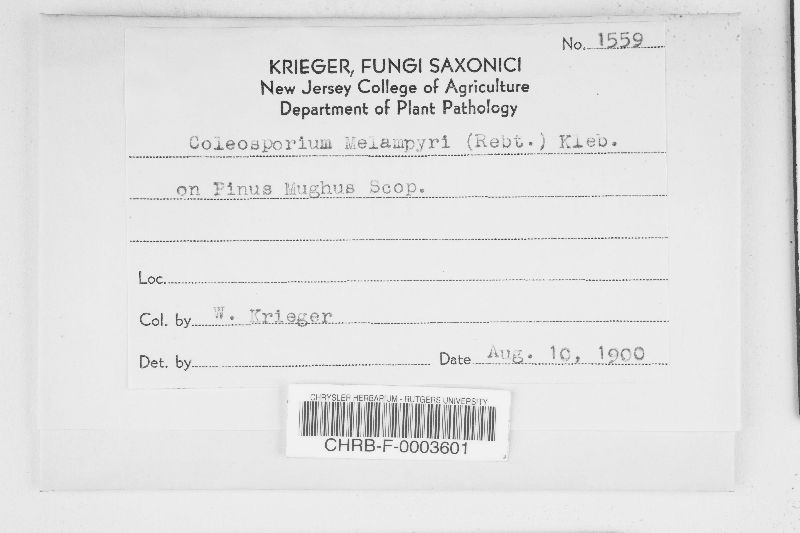 No. 1559
KRIEGER, FUNGI SAXONICI
New Jersey College of Agriculture
Department of Plant Pathology
Coleosporium Melampyri (Rebt.) Kleb.
on Pinus Mughus Scop.
Loc.
Col. by W. Krieger
Det. by Date Aug. 10, 1900
CHRYSLER HERBARIUM - RUTGERS UNIVERSITY
CHRB-F-0003601